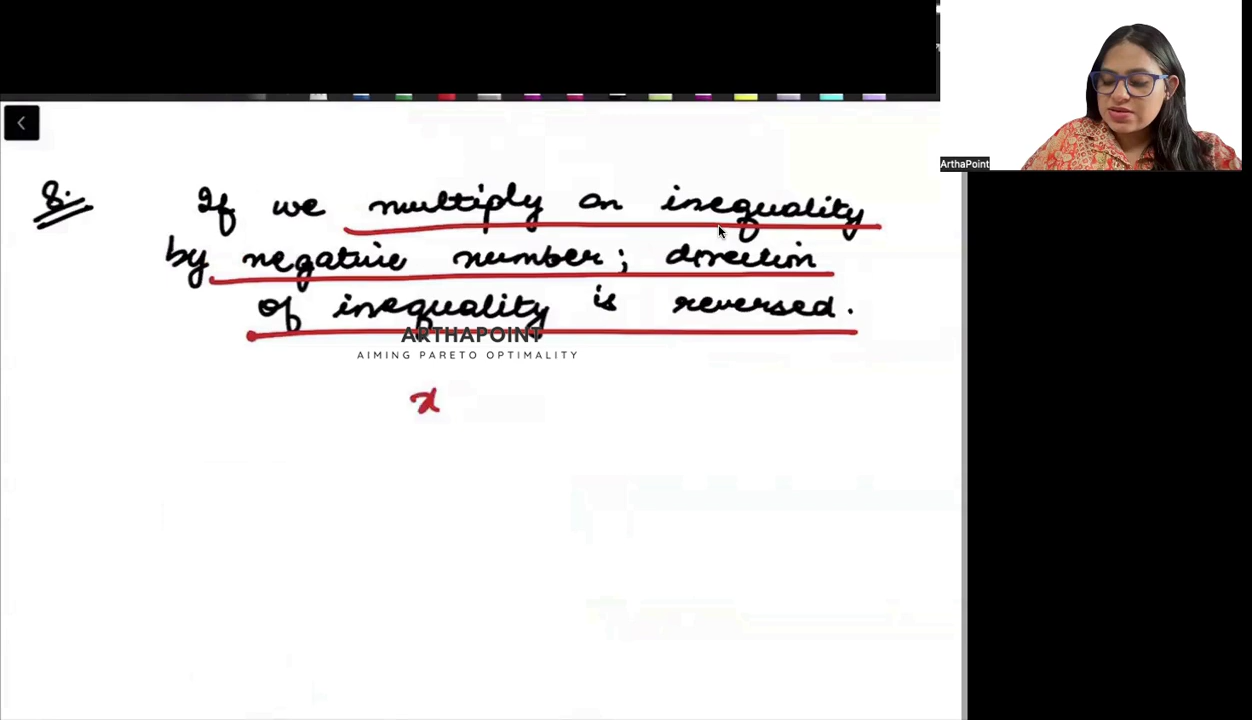 ArthaPoint
8.
If we multiply an inequality
by negative number; direction
of inequality is reversed.
ARTHAPOINT
AIMING PARETO OPTIMALITY
x